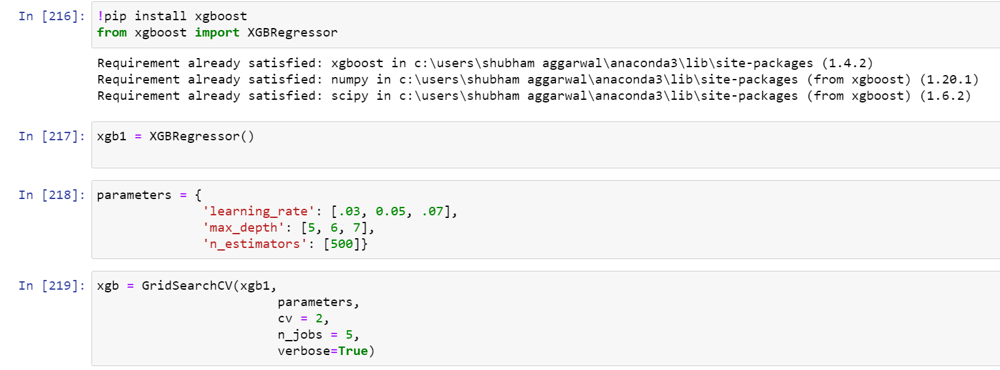 In [216]: !pip install xgboost
from xgboost import XGBRegressor
Requirement already satisfied: xgboost in c:\users\shubham aggarwal\anaconda3\lib\site-packages (1.4.2)
Requirement already satisfied: numpy in c:\users\shubham aggarwal\anaconda3\lib\site-packages (from xgboost) (1.20.1)
Requirement already satisfied: scipy in c:\users\shubham aggarwal\anaconda3\lib\site-packages (from xgboost) (1.6.2)
In [217]: xgb1 = XGBRegressor()
In [218]: parameters = {
'learning_rate': [.03, 0.05, .07],
'max_depth': [5, 6, 7],
'n_estimators': [500]}
In [219]: xgb = GridSearchCV(xgb1,
parameters,
cv = 2,
n_jobs = 5,
verbose=True)